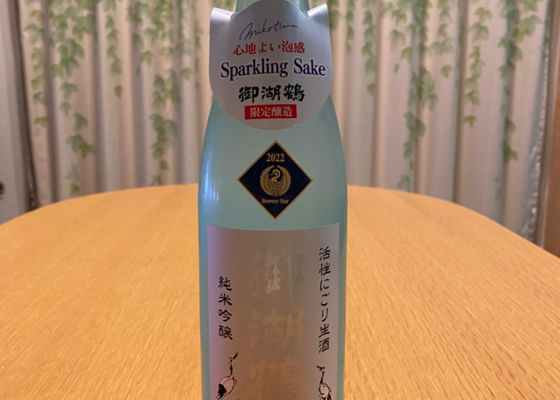 mikotsuru
心地よい泡感
Sparkling Sake
御湖鶴
限定醸造
2022
Brewery Year
活性にごり生酒
御湖鶴
純米吟醸